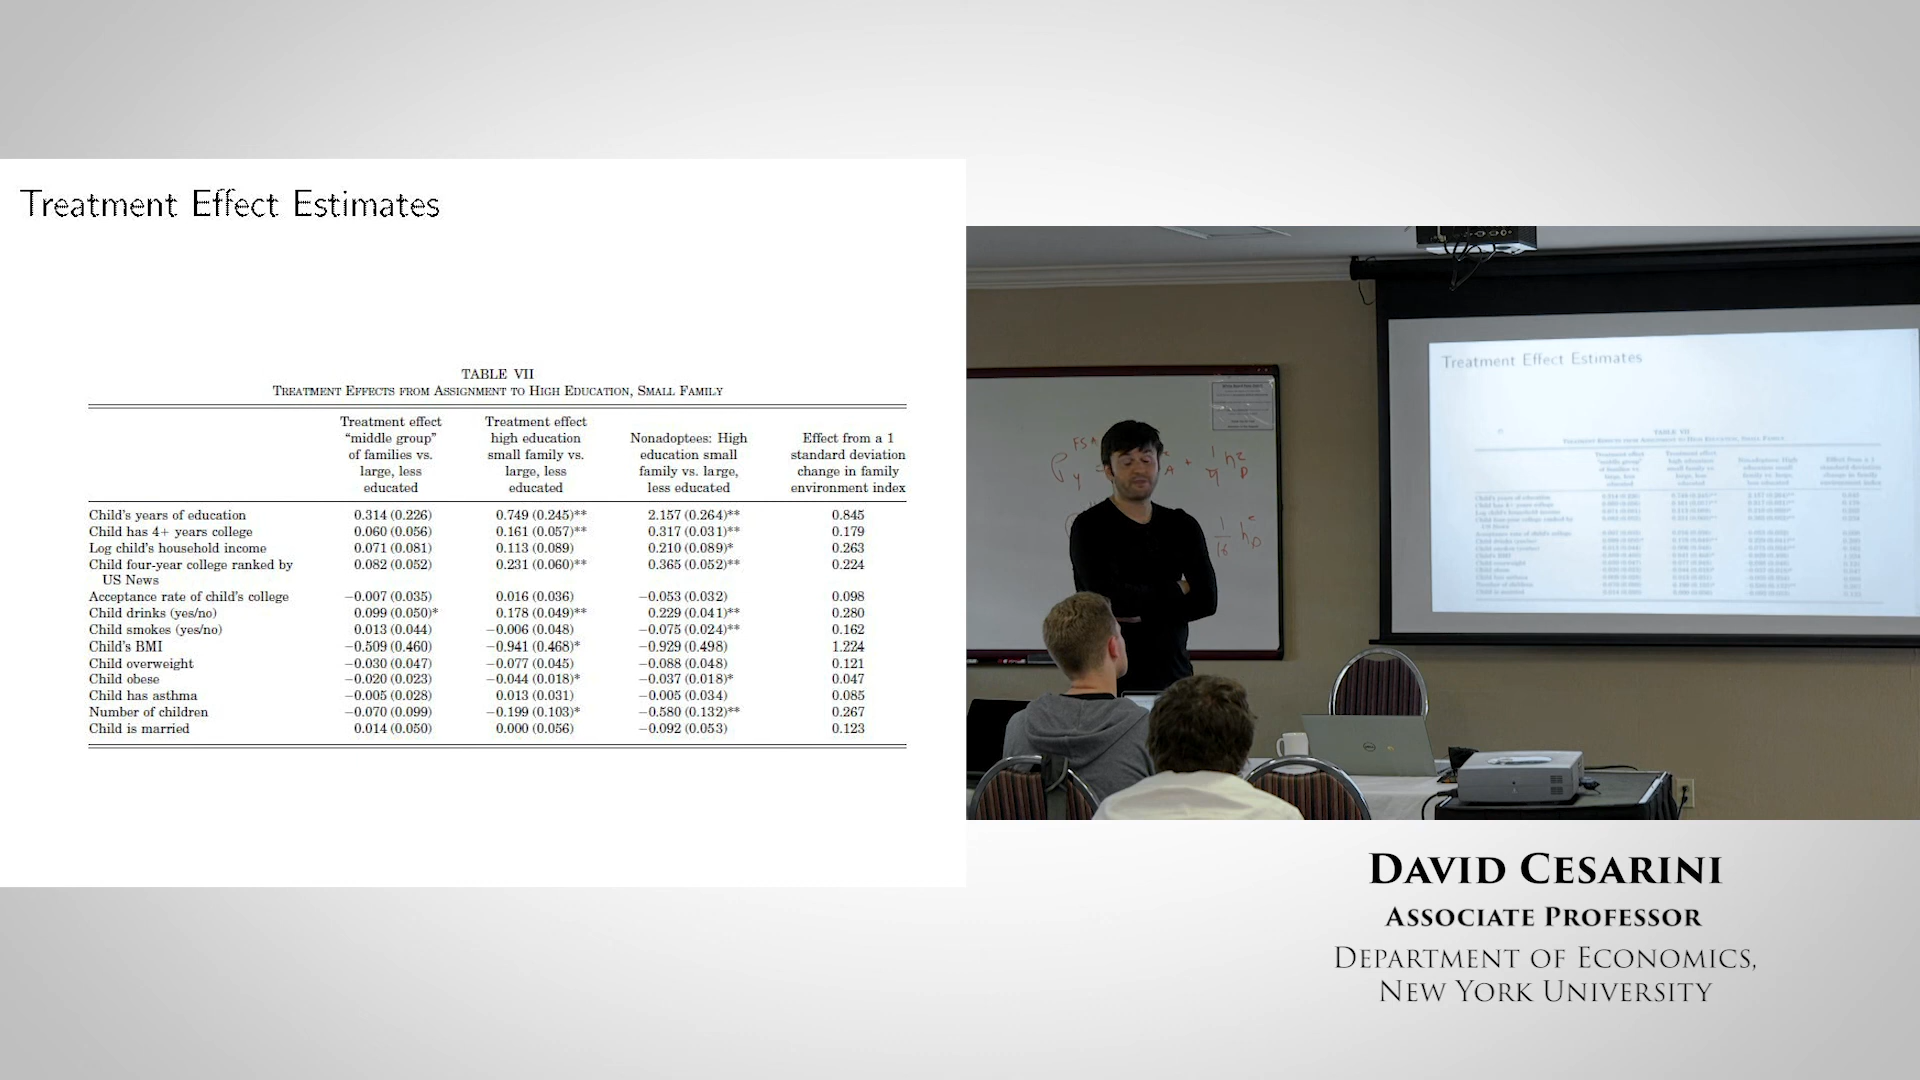 Treatment Effect Estimates
TABLE VII
TREATMENT EFFECTS FROM ASSIGNMENT TO HIGH EDUCATION, SMALL FAMILY
Treatment effect "middle group" of families vs. large, less educated
Treatment effect high education small family vs. large, less educated
Nonadoptees: High education small family vs. large, less educated
Effect from a 1 standard deviation change in family environment index
Child's years of education 0.314 (0.226) 0.749 (0.245)** 2.157 (0.264)** 0.845
Child has 4+ years college 0.060 (0.056) 0.161 (0.057)** 0.317 (0.031)** 0.179
Log child's household income 0.071 (0.081) 0.113 (0.089) 0.210 (0.089)* 0.263
Child four-year college ranked by 0.082 (0.052) 0.231 (0.060)** 0.365 (0.052)** 0.224
US News
Acceptance rate of child's college −0.007 (0.035) 0.016 (0.036) −0.053 (0.032) 0.098
Child drinks (yes/no) 0.099 (0.050)* 0.178 (0.049)** 0.229 (0.041)** 0.280
Child smokes (yes/no) 0.013 (0.044) −0.006 (0.048) −0.075 (0.024)** 0.162
Child's BMI −0.509 (0.460) −0.941 (0.468)* −0.929 (0.498) 1.224
Child overweight −0.030 (0.047) −0.077 (0.045) −0.088 (0.048) 0.121
Child obese −0.020 (0.023) −0.044 (0.018)* −0.037 (0.018)* 0.047
Child has asthma −0.005 (0.028) 0.013 (0.031) −0.005 (0.034) 0.085
Number of children −0.070 (0.099) −0.199 (0.103)* −0.580 (0.132)** 0.267
Child is married 0.014 (0.050) 0.000 (0.056) −0.092 (0.053) 0.123
Treatment Effect Estimates
TABLE VII
DAVID CESARINI
ASSOCIATE PROFESSOR
DEPARTMENT OF ECONOMICS,
NEW YORK UNIVERSITY